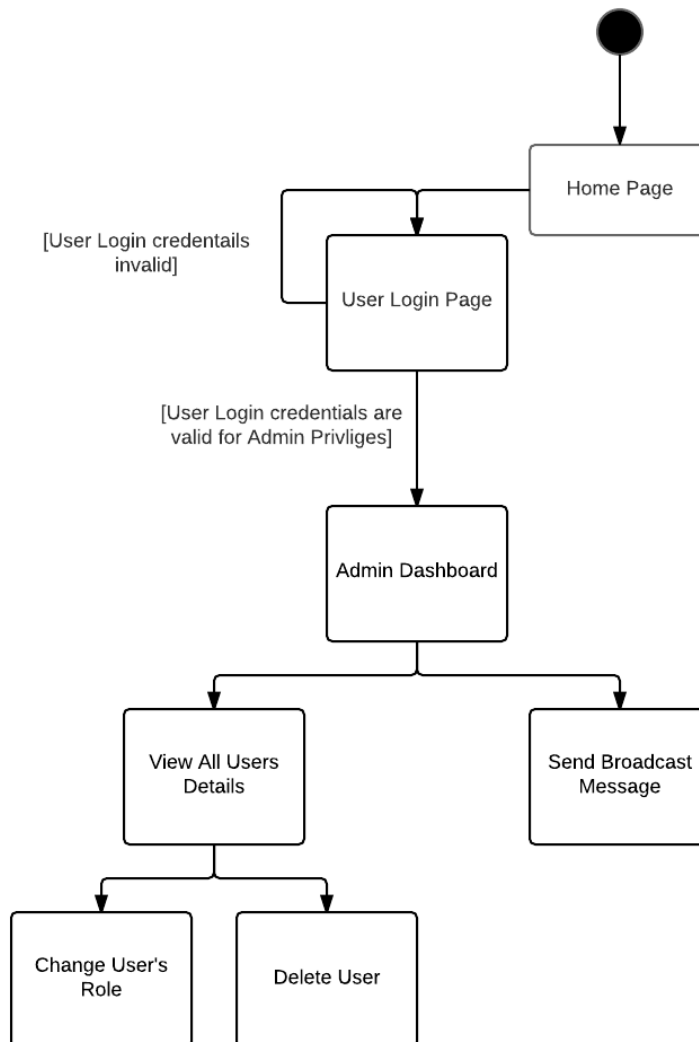 Home Page
[User Login credentails
invalid]
User Login Page
[User Login credentials are
valid for Admin Privliges]
Admin Dashboard
View All Users
Details
Send Broadcast
Message
Change User's
Role
Delete User